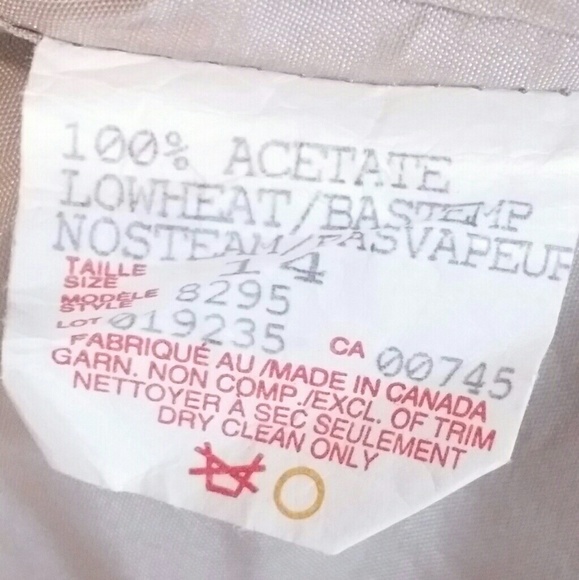 100% ACETATE
LOWHEAT/BASTEMP
NOSTEAM/PASVAPEUR
TAILLE
SIZE 14
MODÈLE
STYLE 8295
LOT 019235 CA 00745
FABRIQUÉ AU/MADE IN CANADA
GARN. NON COMP./EXCL. OF TRIM
NETTOYER À SEC SEULEMENT
DRY CLEAN ONLY